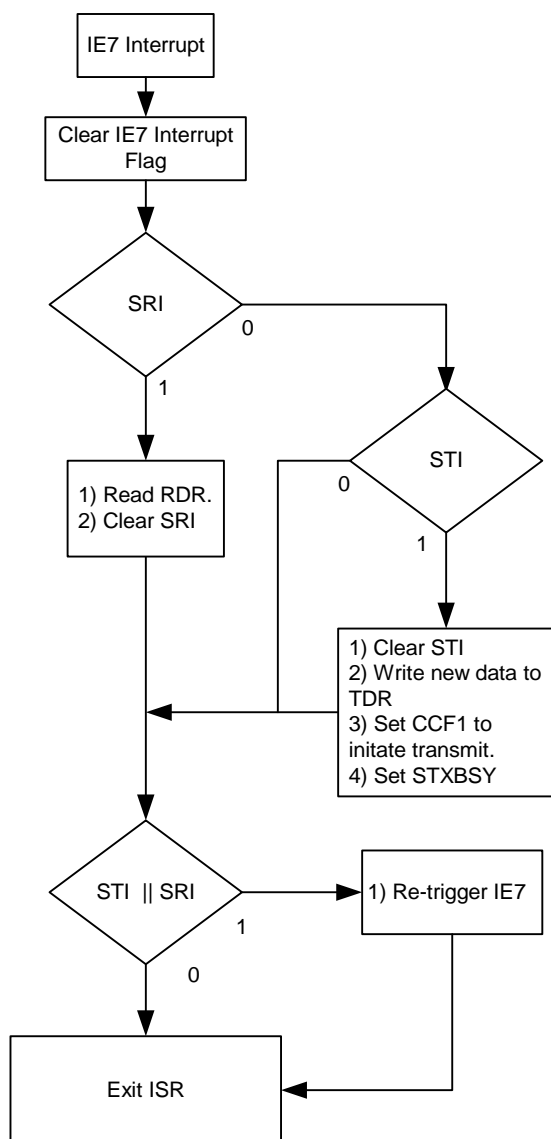 IE7 Interrupt
Clear IE7 Interrupt
Flag
SRI
0
1
STI
0
1
1) Read RDR.
2) Clear SRI
1) Clear STI
2) Write new data to
TDR
3) Set CCF1 to
initate transmit.
4) Set STXBSY
STI || SRI
1
0
1) Re-trigger IE7
Exit ISR